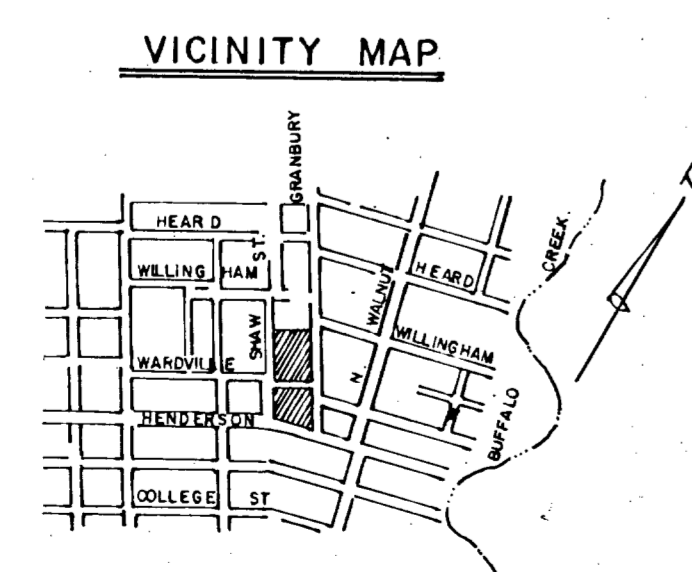 VICINITY MAP
GRANBURY
HEARD
ST.
WILLINGHAM
SHAW
WARDVILLE
HENDERSON
COLLEGE ST
WALNUT
N.
HEARD
WILLINGHAM
CREEK.
BUFFALO